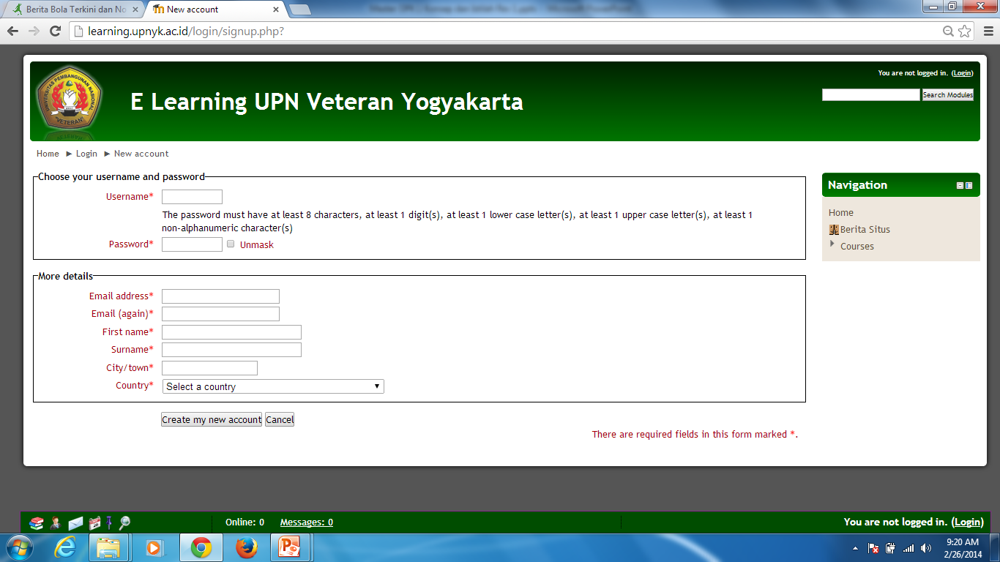 Berita Bola Terkini dan No
New account
learning.upnyk.ac.id/login/signup.php?
You are not logged in. (Login)
UNIVERSITAS PEMBANGUNAN NASIONAL
"VETERAN"
E Learning UPN Veteran Yogyakarta
Search Modules
Home ► Login ► New account
Choose your username and password
Username*
The password must have at least 8 characters, at least 1 digit(s), at least 1 lower case letter(s), at least 1 upper case letter(s), at least 1
non-alphanumeric character(s)
Password*
Unmask
More details
Email address*
Email (again)*
First name*
Surname*
City/town*
Country*
Select a country
Create my new account
Cancel
There are required fields in this form marked *.
Navigation
Home
Berita Situs
Courses
Online: 0
Messages: 0
You are not logged in. (Login)
9:20 AM
2/26/2014